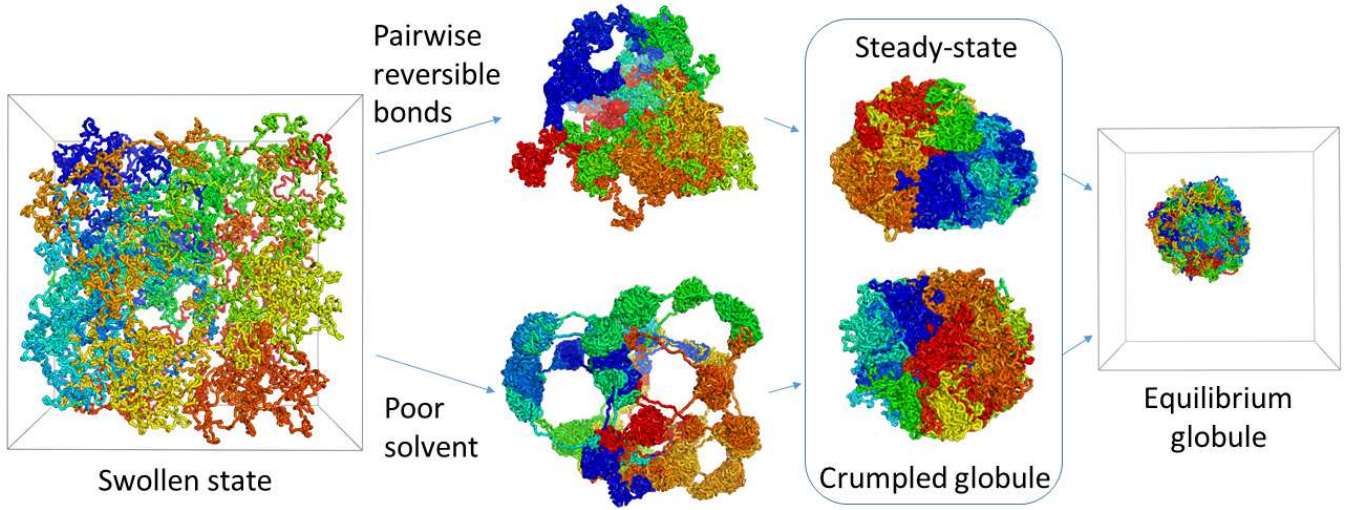 Pairwise
reversible
bonds
Steady-state
Swollen state
Poor
solvent
Crumpled globule
Equilibrium
globule